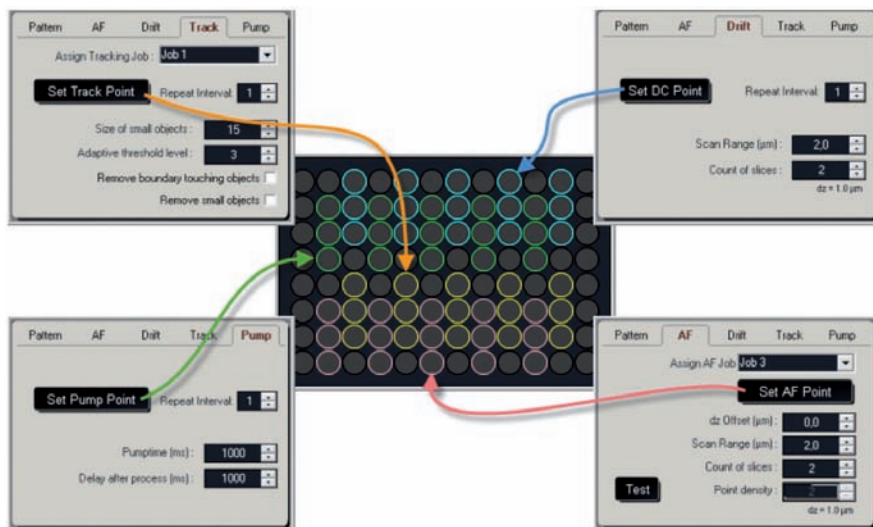 Pattern AF Drift Track Pump
Assign Tracking Job : Job 1
Set Track Point Repeat Interval: 1
Size of small objects : 15
Adaptive threshold level : 3
Remove boundary touching objects
Remove small objects
Pattern AF Drift Track Pump
Set DC Point Repeat Interval: 1
Scan Range (µm) : 2,0
Count of slices : 2
dz = 1.0 µm
Pattern AF Drift Track Pump
Set Pump Point Repeat Interval: 1
Pumptime (ms) : 1000
Delay after process (ms) : 1000
Pattern AF Drift Track Pump
Assign AF Job : Job 3
Set AF Point
dz Offset (µm) : 0,0
Scan Range (µm) : 2,0
Count of slices : 2
Test Point density : 2
dz = 1.0 µm